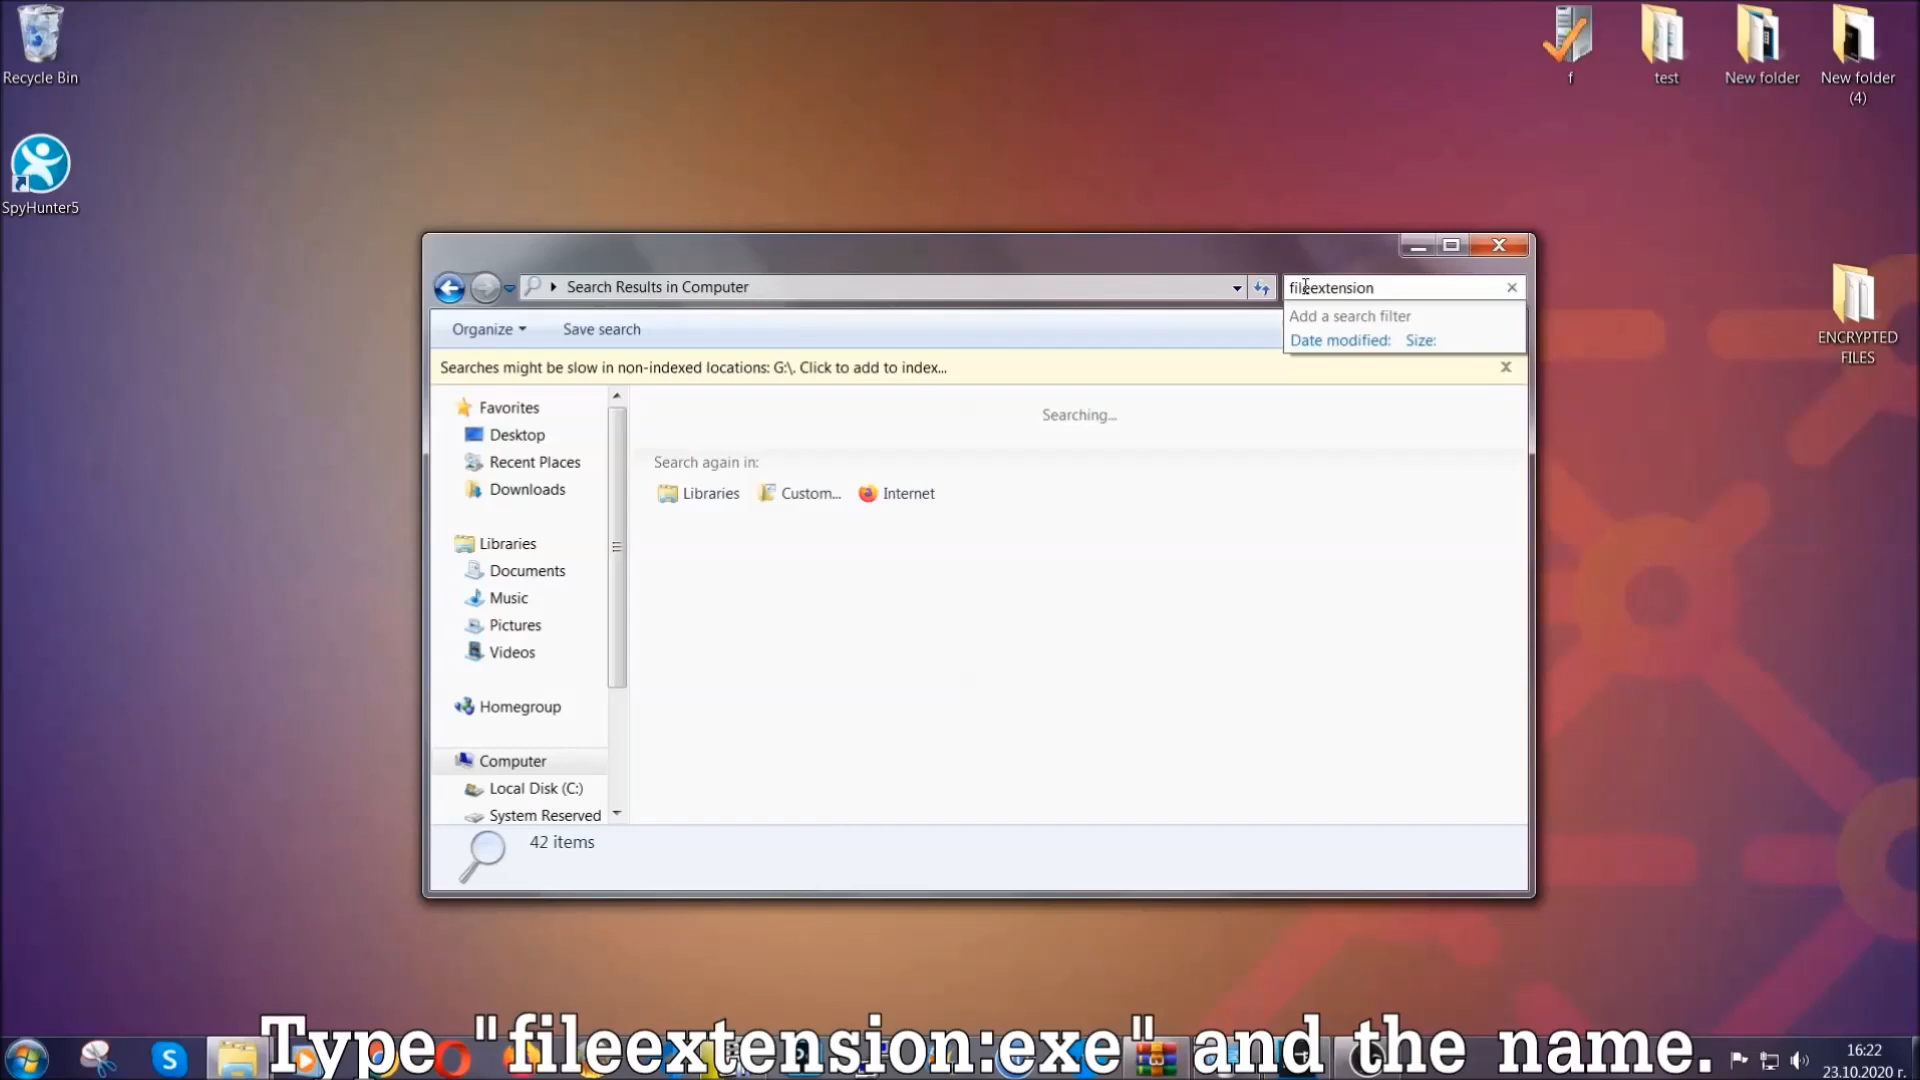 Recycle Bin
SpyHunter5
f
test
New folder
New folder
(4)
ENCRYPTED
FILES
Search Results in Computer
fileextension
Add a search filter
Date modified: Size:
Organize
Save search
Searches might be slow in non-indexed locations: G:\. Click to add to index...
Favorites
Desktop
Recent Places
Downloads
Libraries
Documents
Music
Pictures
Videos
Homegroup
Computer
Local Disk (C:)
System Reserved
Searching...
Search again in:
Libraries
Custom...
Internet
42 items
Type "fileextension:exe" and the name.
16:22
23.10.2020 г.